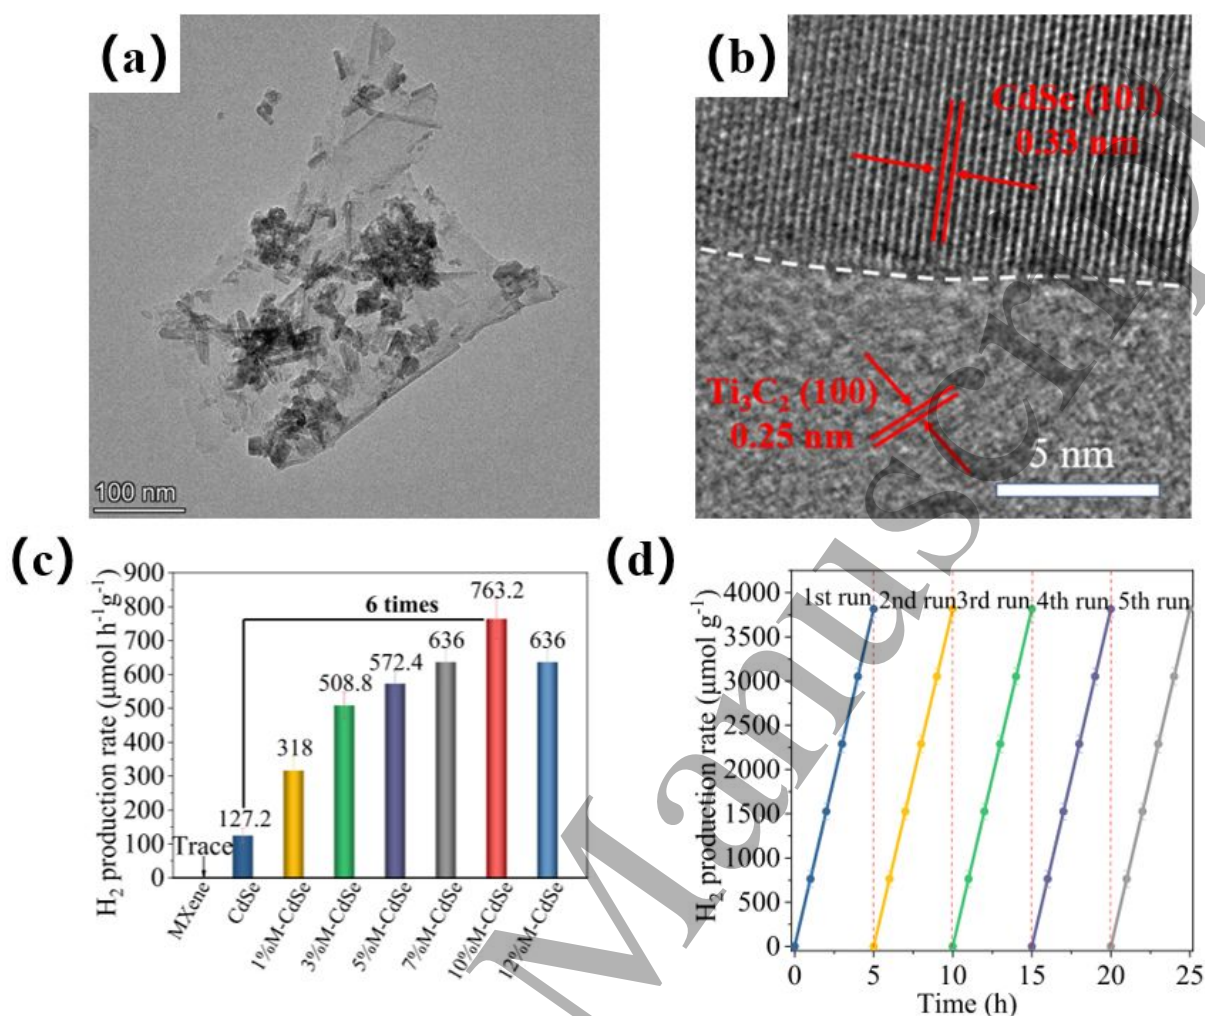 (a)
100 nm
(b)
CdSe (101)
0.33 nm
Ti₃C₂ (100)
0.25 nm
5 nm
(c)
H₂ production rate (μmol h⁻¹g⁻¹)
900
800
700
600
500
400
300
200
100
0
6 times
Trace
127.2
318
508.8
572.4
636
763.2
636
MXene
CdSe
1%M-CdSe
3%M-CdSe
5%M-CdSe
7%M-CdSe
10%M-CdSe
12%M-CdSe
(d)
H₂ production rate (μmol g⁻¹)
4000
3500
3000
2500
2000
1500
1000
500
0
1st run 2nd run 3rd run 4th run 5th run
0 5 10 15 20 25
Time (h)
Manuscript